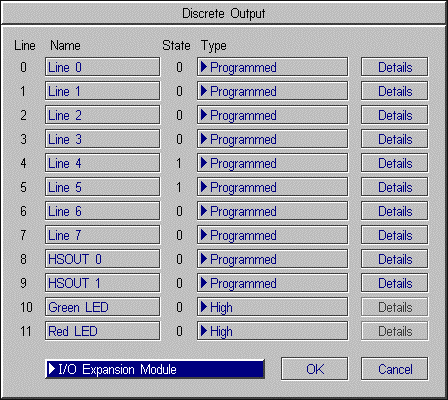 Discrete Output
Line Name State Type
0 Line 0 0 Programmed Details
1 Line 1 0 Programmed Details
2 Line 2 0 Programmed Details
3 Line 3 0 Programmed Details
4 Line 4 1 Programmed Details
5 Line 5 1 Programmed Details
6 Line 6 0 Programmed Details
7 Line 7 0 Programmed Details
8 HSOUT 0 0 Programmed Details
9 HSOUT 1 0 Programmed Details
10 Green LED 0 High Details
11 Red LED 0 High Details
I/O Expansion Module OK Cancel